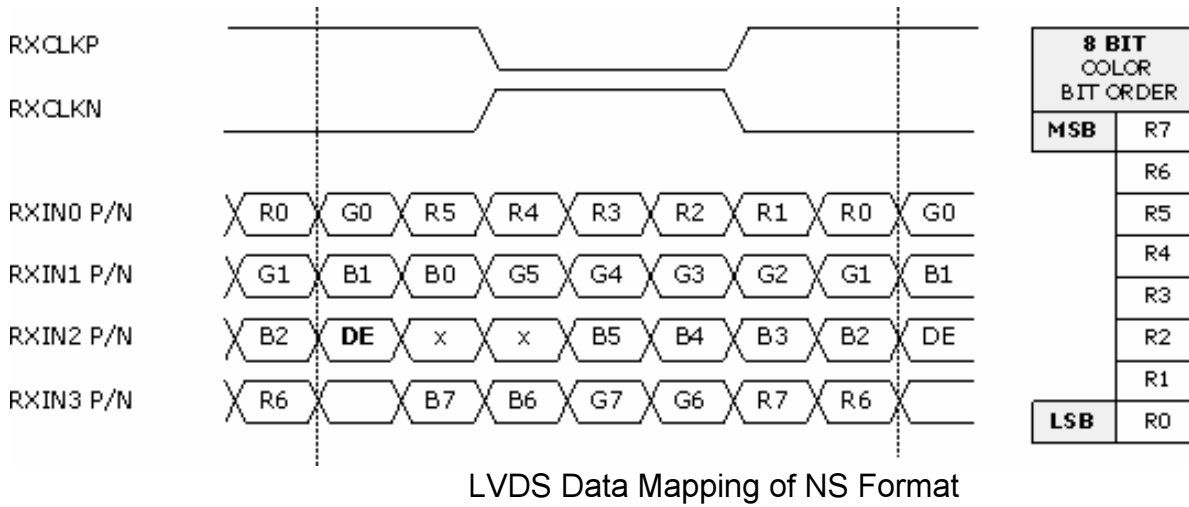 RXCLKP
RXCLKN
RXIN0 P/N R0 G0 R5 R4 R3 R2 R1 R0 G0
RXIN1 P/N G1 B1 B0 G5 G4 G3 G2 G1 B1
RXIN2 P/N B2 DE x x B5 B4 B3 B2 DE
RXIN3 P/N R6 B7 B6 G7 G6 R7 R6
8 BIT
COLOR
BIT ORDER
MSB R7
R6
R5
R4
R3
R2
R1
LSB R0
LVDS Data Mapping of NS Format